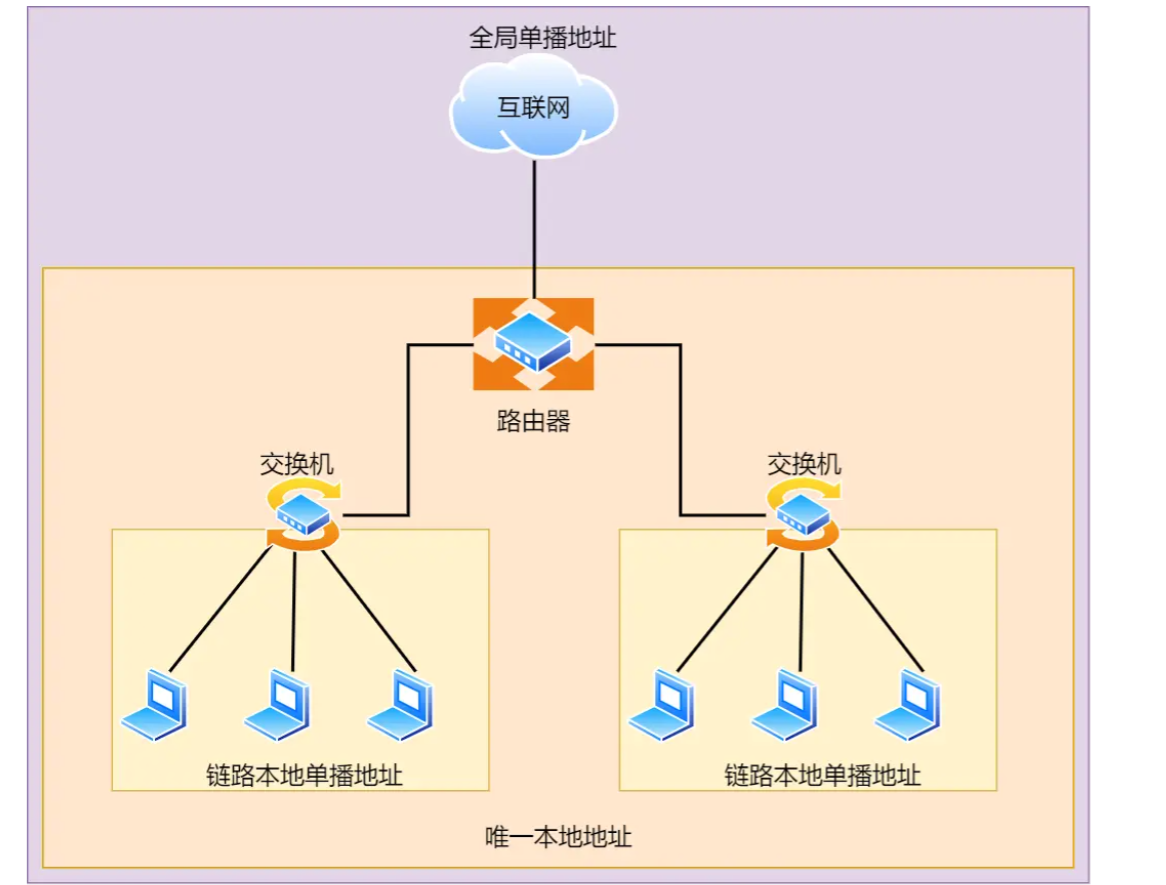 全局单播地址
互联网
路由器
交换机
交换机
链路本地单播地址
链路本地单播地址
唯一本地地址